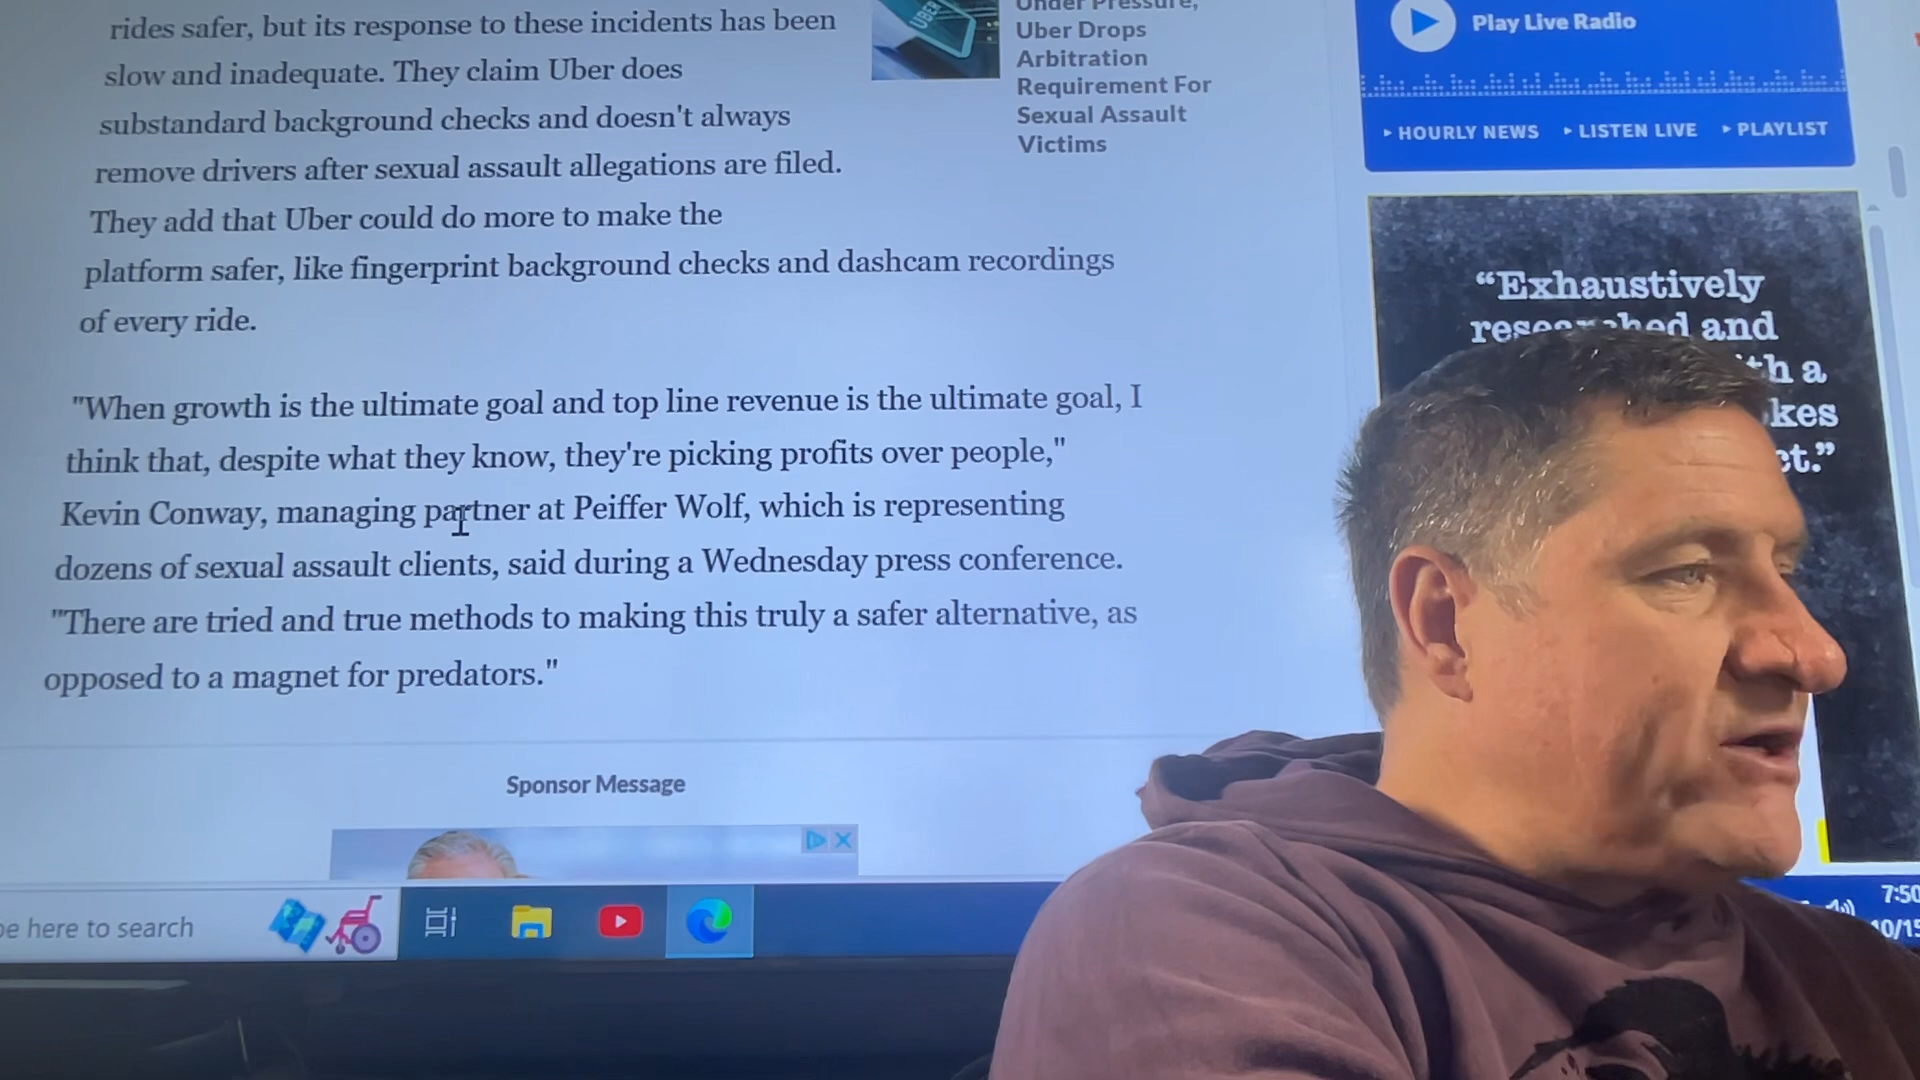 rides safer, but its response to these incidents has been
slow and inadequate. They claim Uber does
substandard background checks and doesn't always
remove drivers after sexual assault allegations are filed.
They add that Uber could do more to make the
platform safer, like fingerprint background checks and dashcam recordings
of every ride.
"When growth is the ultimate goal and top line revenue is the ultimate goal, I
think that, despite what they know, they're picking profits over people,"
Kevin Conway, managing partner at Peiffer Wolf, which is representing
dozens of sexual assault clients, said during a Wednesday press conference.
"There are tried and true methods to making this truly a safer alternative, as
opposed to a magnet for predators."
Sponsor Message
UBER
Under Pressure,
Uber Drops
Arbitration
Requirement For
Sexual Assault
Victims
Play Live Radio
HOURLY NEWS LISTEN LIVE PLAYLIST
“Exhaustively
and
a
here to search
7:50